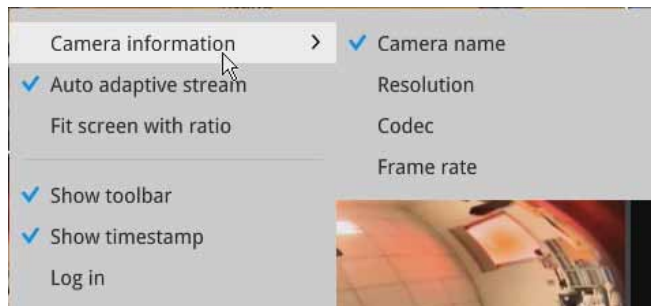 Camera information
Auto adaptive stream
Fit screen with ratio
Show toolbar
Show timestamp
Log in
Camera name
Resolution
Codec
Frame rate